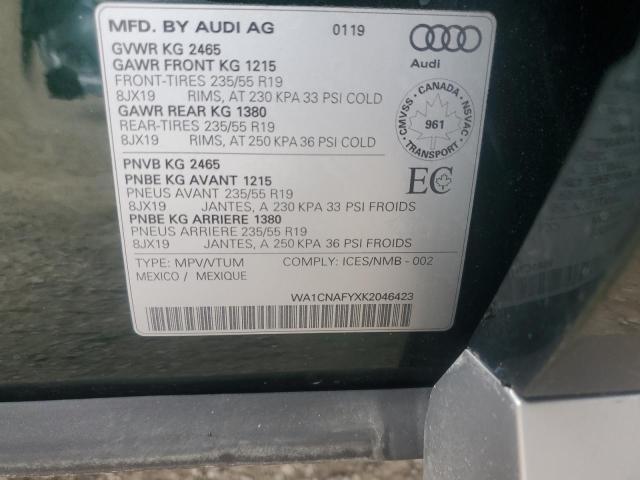 MFD. BY AUDI AG 0119
GVWR KG 2465
GAWR FRONT KG 1215
FRONT-TIRES 235/55 R19
8JX19 RIMS, AT 230 KPA 33 PSI COLD
GAWR REAR KG 1380
REAR-TIRES 235/55 R19
8JX19 RIMS, AT 250 KPA 36 PSI COLD
PNVB KG 2465
PNBE KG AVANT 1215
PNEUS AVANT 235/55 R19
8JX19 JANTES, A 230 KPA 33 PSI FROIDS
PNBE KG ARRIERE 1380
PNEUS ARRIERE 235/55 R19
8JX19 JANTES, A 250 KPA 36 PSI FROIDS
TYPE: MPV/VTUM COMPLY: ICES/NMB - 002
MEXICO / MEXIQUE
WA1CNAFYXK2046423
Audi
CMVSS - CANADA - NSVAC
961
TRANSPORT
EC